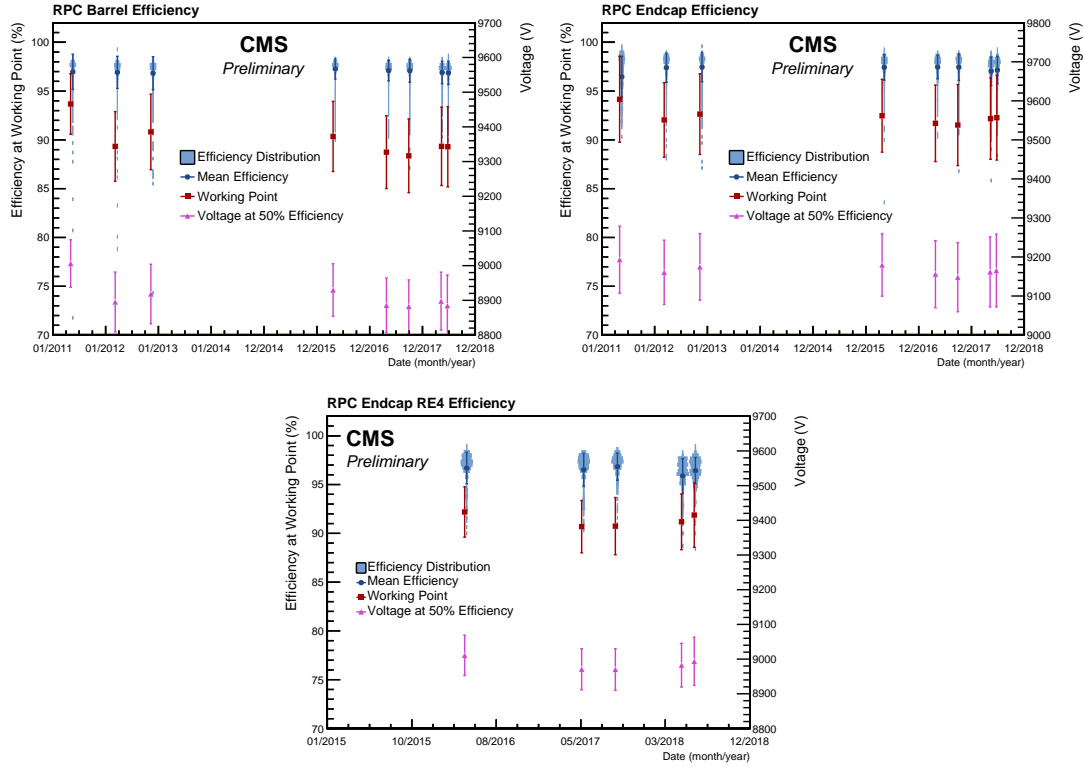 RPC Barrel Efficiency
Efficiency at Working Point (%)
100
95
90
85
80
75
70
CMS
Preliminary
Efficiency Distribution
Mean Efficiency
Working Point
Voltage at 50% Efficiency
9700
9600
9500
9400
9300
9200
9100
9000
8900
8800
Voltage (V)
01/2011 01/2012 12/2013 01/2014 12/2014 12/2015 01/2016 12/2017 12/2018
Date (month/year)
RPC Endcap Efficiency
Efficiency at Working Point (%)
100
95
90
85
80
75
70
CMS
Preliminary
Efficiency Distribution
Mean Efficiency
Working Point
Voltage at 50% Efficiency
9800
9700
9600
9500
9400
9300
9200
9100
9000
Voltage (V)
01/2011 01/2012 01/2013 01/2014 12/2014 12/2015 12/2016 12/2017 12/2018
Date (month/year)
RPC Endcap RE4 Efficiency
Efficiency at Working Point (%)
100
95
90
85
80
75
70
CMS
Preliminary
Efficiency Distribution
Mean Efficiency
Working Point
Voltage at 50% Efficiency
9700
9600
9500
9400
9300
9200
9100
9000
8900
8800
Voltage (V)
01/2015 10/2015 08/2016 05/2017 03/2018 12/2018
Date (month/year)